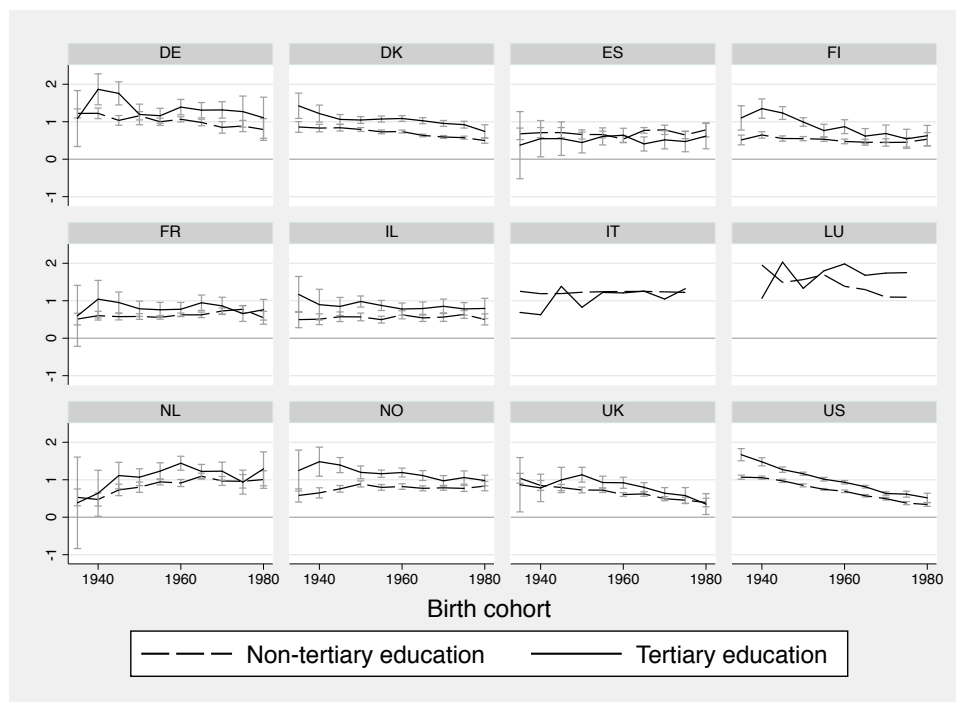 DE DK ES FI
2
1
0
-1
FR IL IT LU
2
1
0
-1
NL NO UK US
2
1
0
-1
1940 1960 1980 1940 1960 1980 1940 1960 1980 1940 1960 1980
Birth cohort
Non-tertiary education Tertiary education